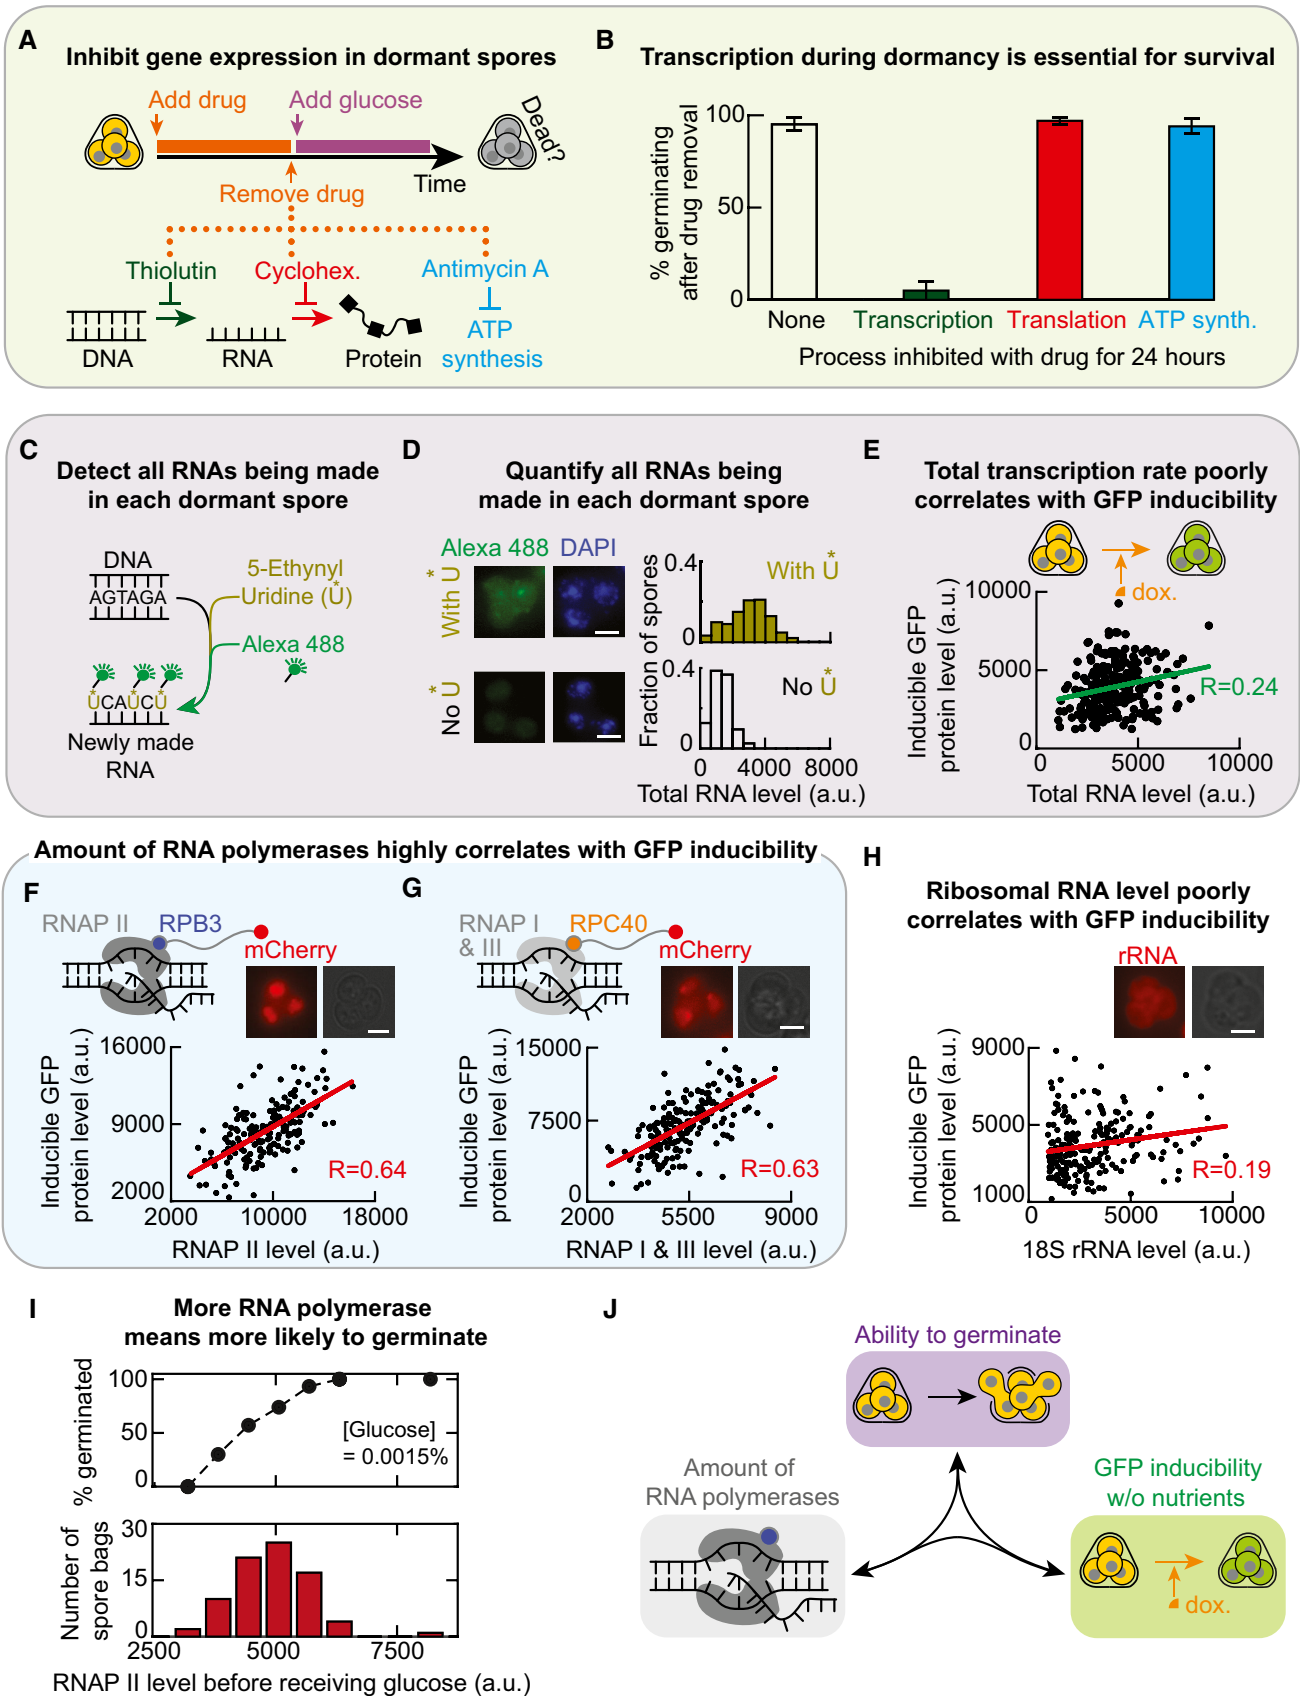 A
Inhibit gene expression in dormant spores
Add drug
Add glucose
Dead?
Time
Remove drug
Thiolutin
Cyclohex.
Antimycin A
DNA
RNA
Protein
ATP
synthesis
B
Transcription during dormancy is essential for survival
% germinating
after drug removal
100
50
0
None
Transcription
Translation
ATP synth.
Process inhibited with drug for 24 hours
C
Detect all RNAs being made
in each dormant spore
DNA
AGTAGA
5-Ethynyl
Uridine (U*)
Alexa 488
U*CAU*CU*
Newly made
RNA
D
Quantify all RNAs being
made in each dormant spore
Alexa 488
DAPI
With U*
No U*
Fraction of spores
0.4
0
With U*
0.4
0
No U*
0
4000
8000
Total RNA level (a.u.)
E
Total transcription rate poorly
correlates with GFP inducibility
dox.
Inducible GFP
protein level (a.u.)
10000
5000
0
R=0.24
0
5000
10000
Total RNA level (a.u.)
Amount of RNA polymerases highly correlates with GFP inducibility
F
RNAP II
RPB3
mCherry
Inducible GFP
protein level (a.u.)
16000
9000
2000
R=0.64
2000
10000
18000
RNAP II level (a.u.)
G
RNAP I
& III
RPC40
mCherry
Inducible GFP
protein level (a.u.)
15000
7500
0
R=0.63
2000
5500
9000
RNAP I & III level (a.u.)
H
Ribosomal RNA level poorly
correlates with GFP inducibility
rRNA
Inducible GFP
protein level (a.u.)
9000
5000
1000
R=0.19
0
5000
10000
18S rRNA level (a.u.)
I
More RNA polymerase
means more likely to germinate
% germinated
100
50
0
[Glucose]
= 0.0015%
Number of
spore bags
30
15
0
2500
5000
7500
RNAP II level before receiving glucose (a.u.)
J
Ability to germinate
Amount of
RNA polymerases
GFP inducibility
w/o nutrients
dox.